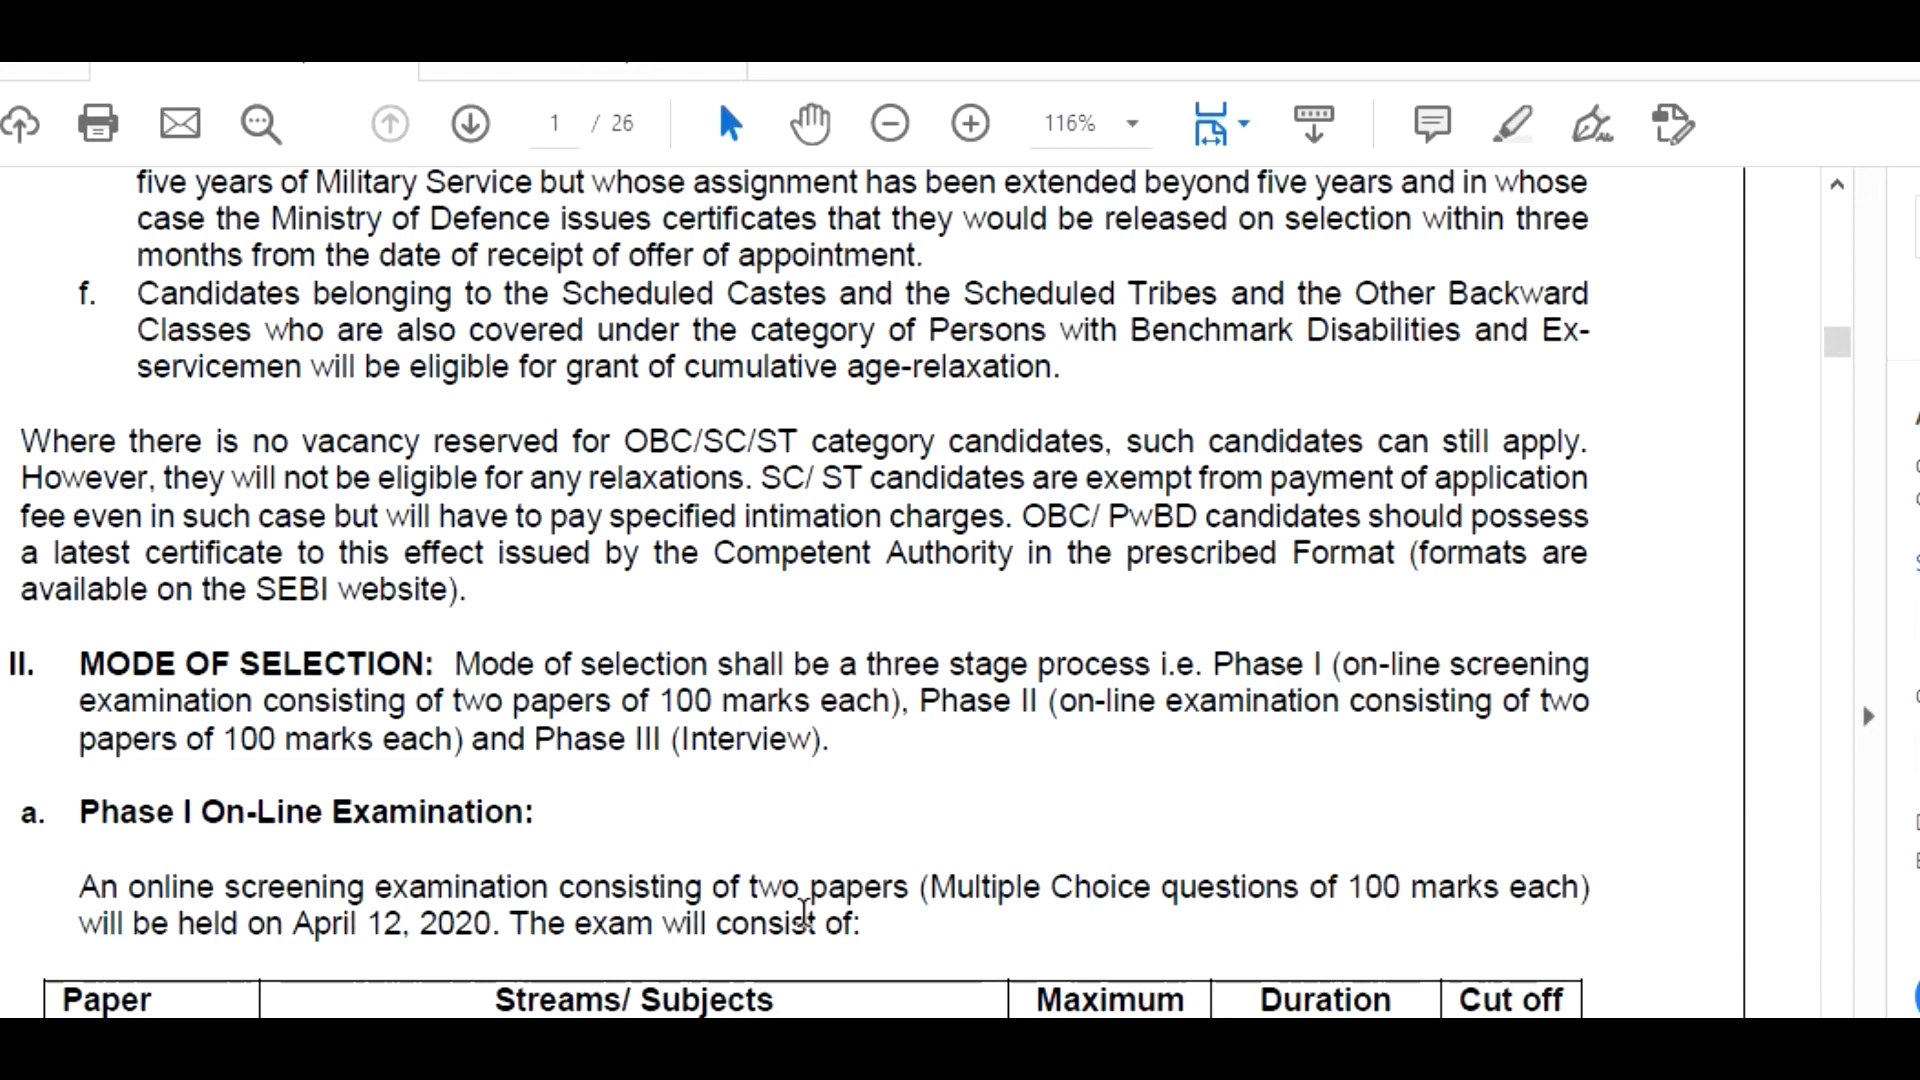 1 / 26
116%
five years of Military Service but whose assignment has been extended beyond five years and in whose
case the Ministry of Defence issues certificates that they would be released on selection within three
months from the date of receipt of offer of appointment.
f. Candidates belonging to the Scheduled Castes and the Scheduled Tribes and the Other Backward
Classes who are also covered under the category of Persons with Benchmark Disabilities and Ex-
servicemen will be eligible for grant of cumulative age-relaxation.
Where there is no vacancy reserved for OBC/SC/ST category candidates, such candidates can still apply.
However, they will not be eligible for any relaxations. SC/ ST candidates are exempt from payment of application
fee even in such case but will have to pay specified intimation charges. OBC/ PwBD candidates should possess
a latest certificate to this effect issued by the Competent Authority in the prescribed Format (formats are
available on the SEBI website).
II. MODE OF SELECTION: Mode of selection shall be a three stage process i.e. Phase I (on-line screening
examination consisting of two papers of 100 marks each), Phase II (on-line examination consisting of two
papers of 100 marks each) and Phase III (Interview).
a. Phase I On-Line Examination:
An online screening examination consisting of two papers (Multiple Choice questions of 100 marks each)
will be held on April 12, 2020. The exam will consist of:
Paper Streams/ Subjects Maximum Duration Cut off